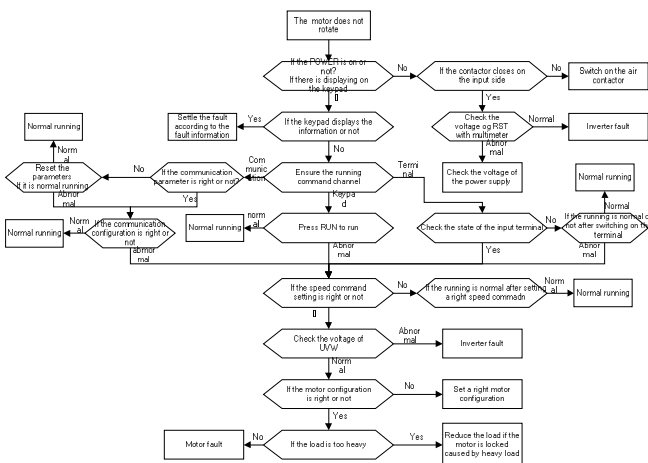 The motor does not
rotate
If the POWER is on or
not?
If there is displaying on
the keypad
No
If the contactor closes on
the input side
No
Switch on the air
contactor
Yes
Settle the fault
according to the
fault information
Yes
If the keypad displays the
information or not
Check the
voltage og RST
with multimeter
Normal
Inverter fault
Normal running
Norm
al
No
Abnor
mal
Reset the
parameters
If it is normal running
No
If the communication
parameter is right or not?
Com
munic
ation
Ensure the running
command channel
Termi
nal
Check the voltage of
the power supply
Normal running
Abnor
mal
Yes
Keypa
d
Normal
Normal running
Norm
al
If the communication
configuration is right or
not
Normal running
norm
al
Press RUN to run
Check the state of the input terminal
No
If the running is normal or
not after switching on the
terminal
abnor
mal
Abnor
mal
Yes
Abnor
mal
If the speed command
setting is right or not
No
If the running is normal after setting
a right speed commadn
Norm
al
Normal running
Check the voltage of
UVW
Abnor
mal
Inverter fault
Norm
al
If the motor configuration
is right or not
No
Set a right motor
configuration
Yes
Motor fault
No
If the load is too heavy
Yes
Reduce the load if the
motor is locked
caused by heavy load